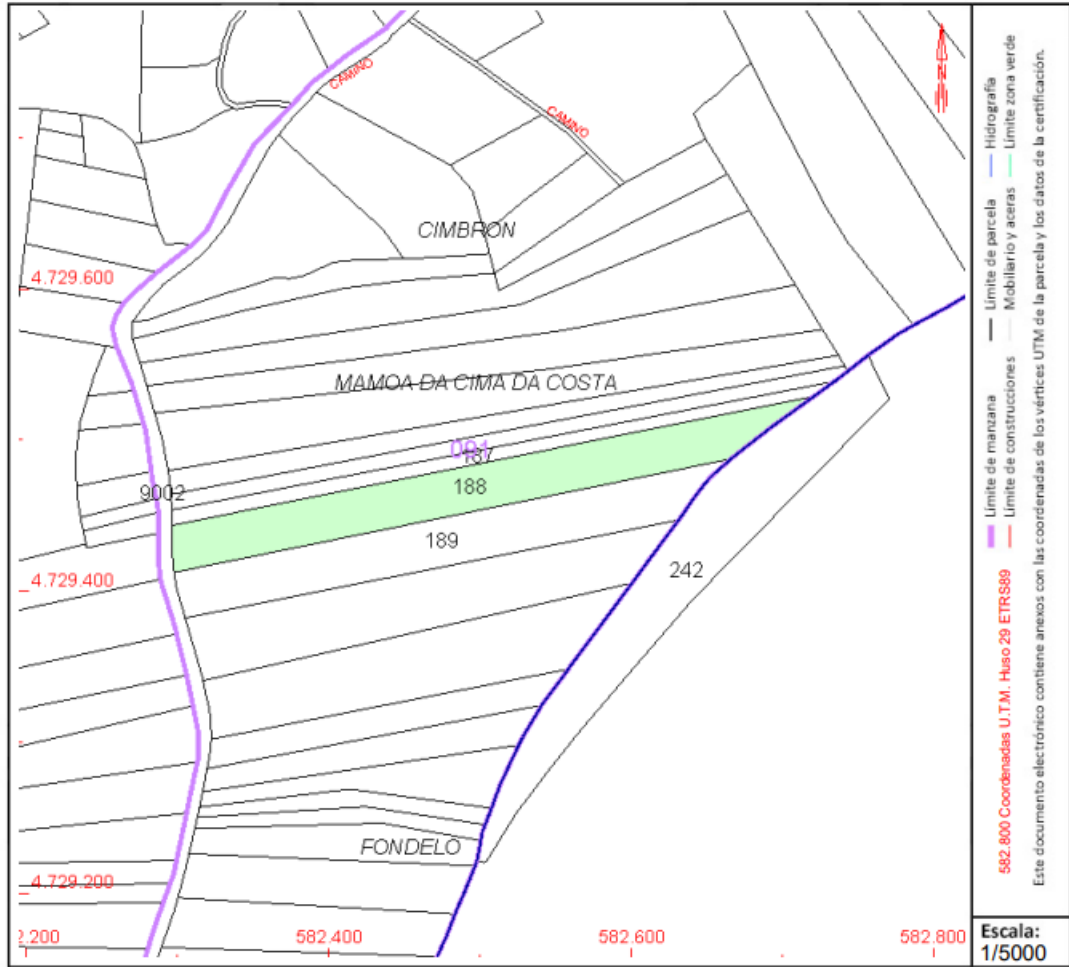 CAMINO
CAMINO
CIMBRON
4.729.600
MAMOA DA CIMA DA COSTA
091
187
188
9002
189
242
4.729.400
FONDELO
4.729.200
2.200
582.400
582.600
582.800
Límite de manzana
Límite de parcela
Hidrografía
Límite de construcciones
Mobiliario y aceras
Límite zona verde
582.800 Coordenadas U.T.M. Huso 29 ETRS89
Este documento electrónico contiene anexos con las coordenadas de los vértices UTM de la parcela y los datos de la certificación.
Escala:
1/5000